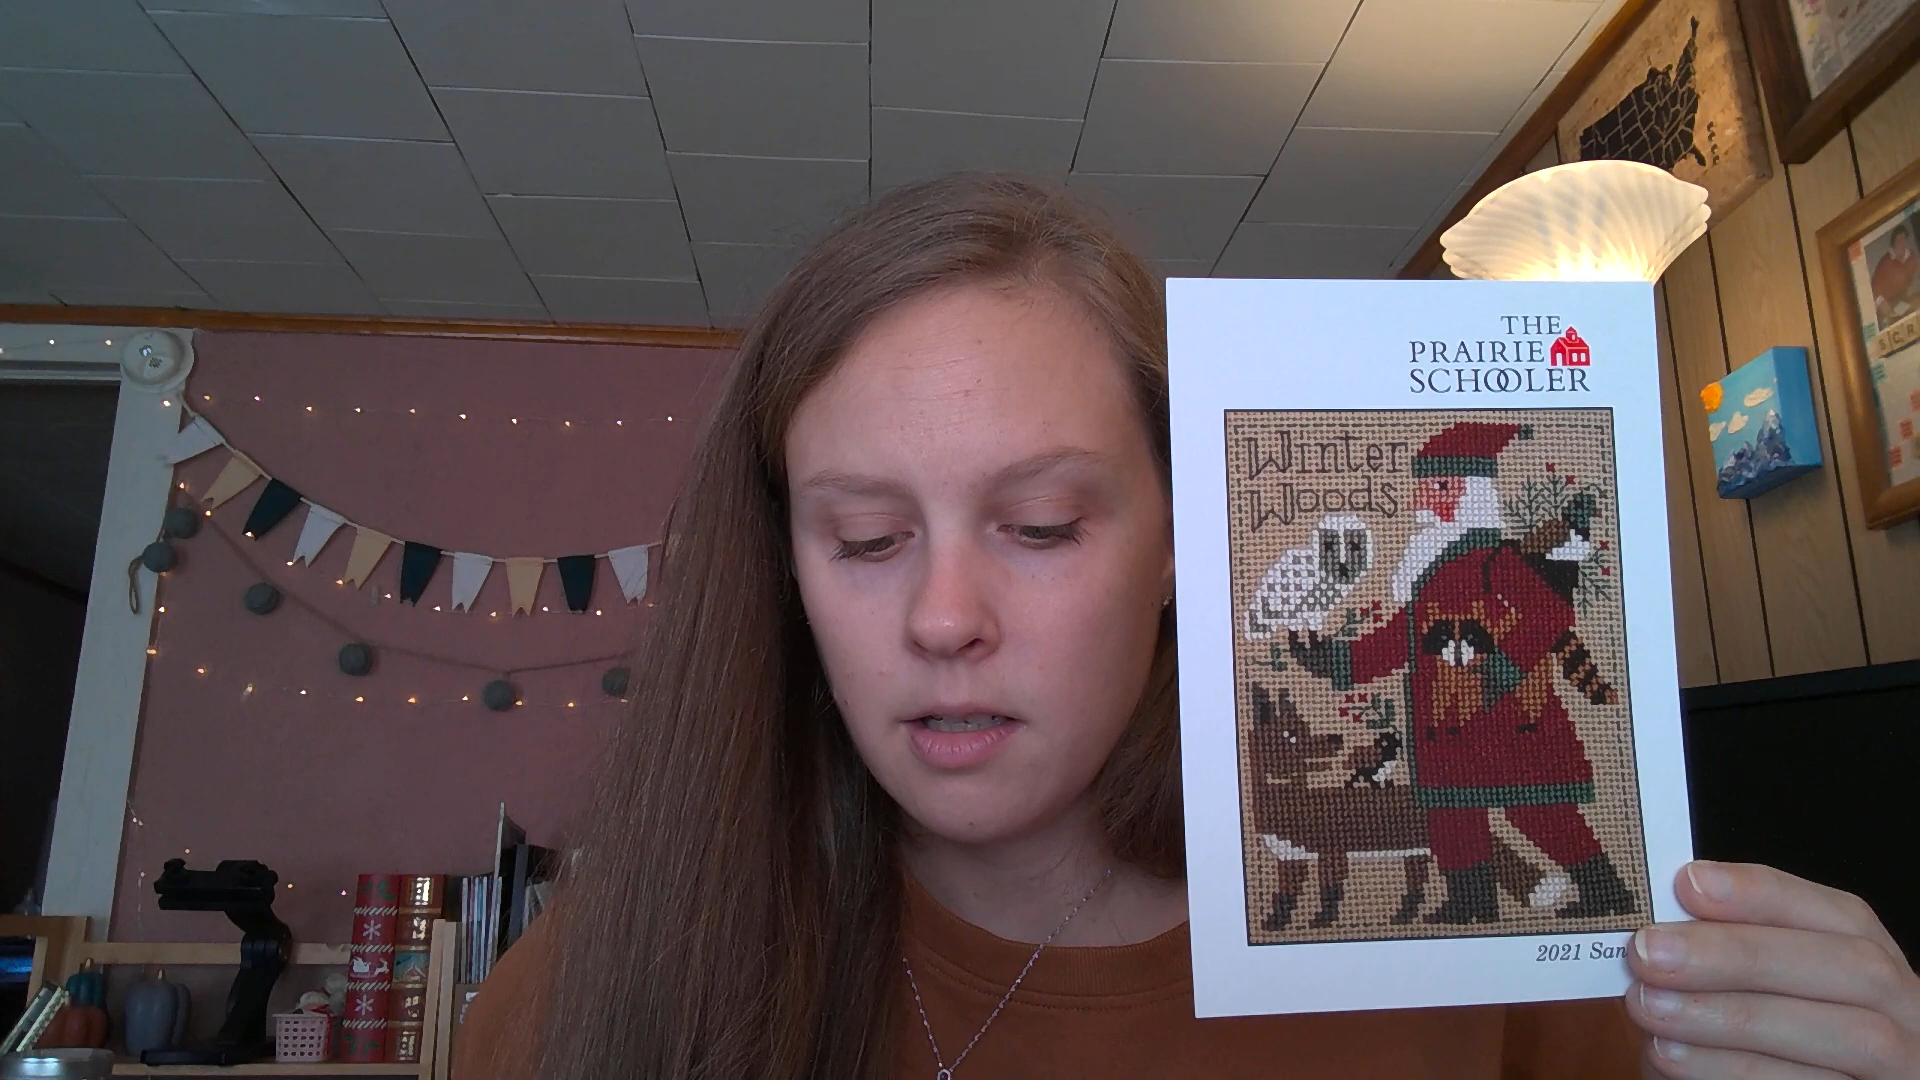 THE
PRAIRIE
SCHOOLER
Winter
Woods
2021 San